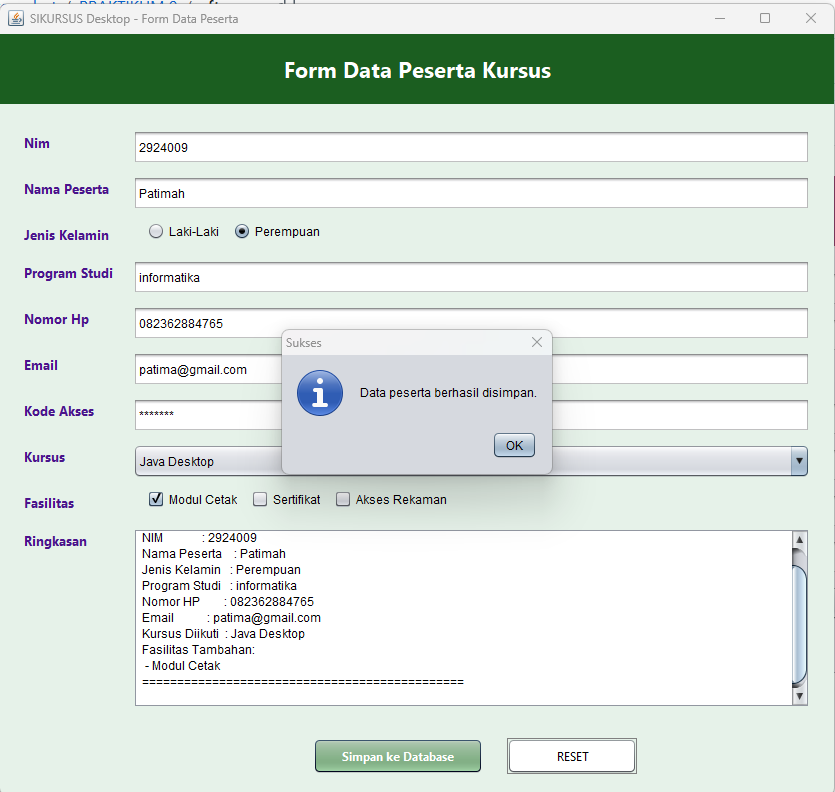 SIKURSUS Desktop - Form Data Peserta
Form Data Peserta Kursus
Nim 2924009
Nama Peserta Patimah
Jenis Kelamin Laki-Laki Perempuan
Program Studi informatika
Nomor Hp 082362884765
Sukses
Email patima@gmail.com
Data peserta berhasil disimpan.
Kode Akses *******
OK
Kursus Java Desktop
Fasilitas Modul Cetak Sertifikat Akses Rekaman
Ringkasan
NIM : 2924009
Nama Peserta : Patimah
Jenis Kelamin : Perempuan
Program Studi : informatika
Nomor HP : 082362884765
Email : patima@gmail.com
Kursus Diikuti : Java Desktop
Fasilitas Tambahan:
- Modul Cetak
==============================================
Simpan ke Database RESET